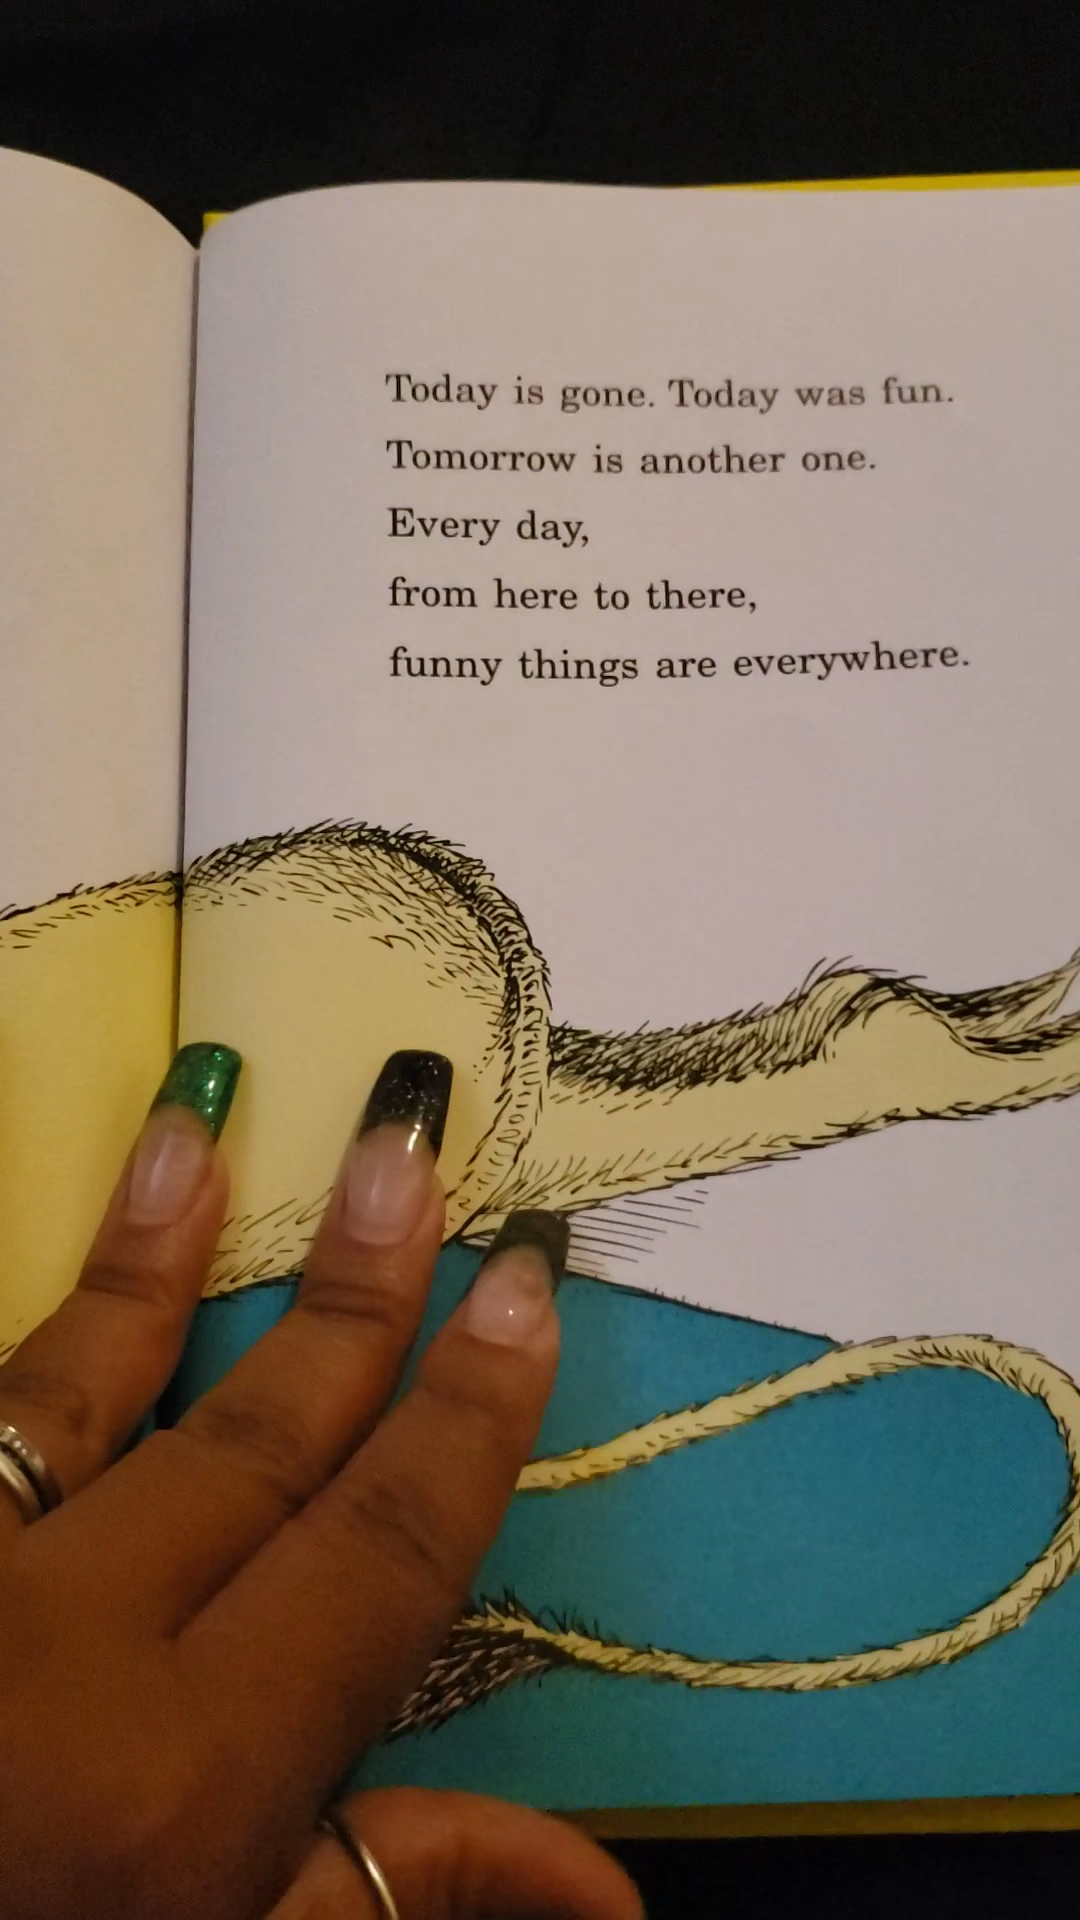 Today is gone. Today was fun.
Tomorrow is another one.
Every day,
from here to there,
funny things are everywhere.